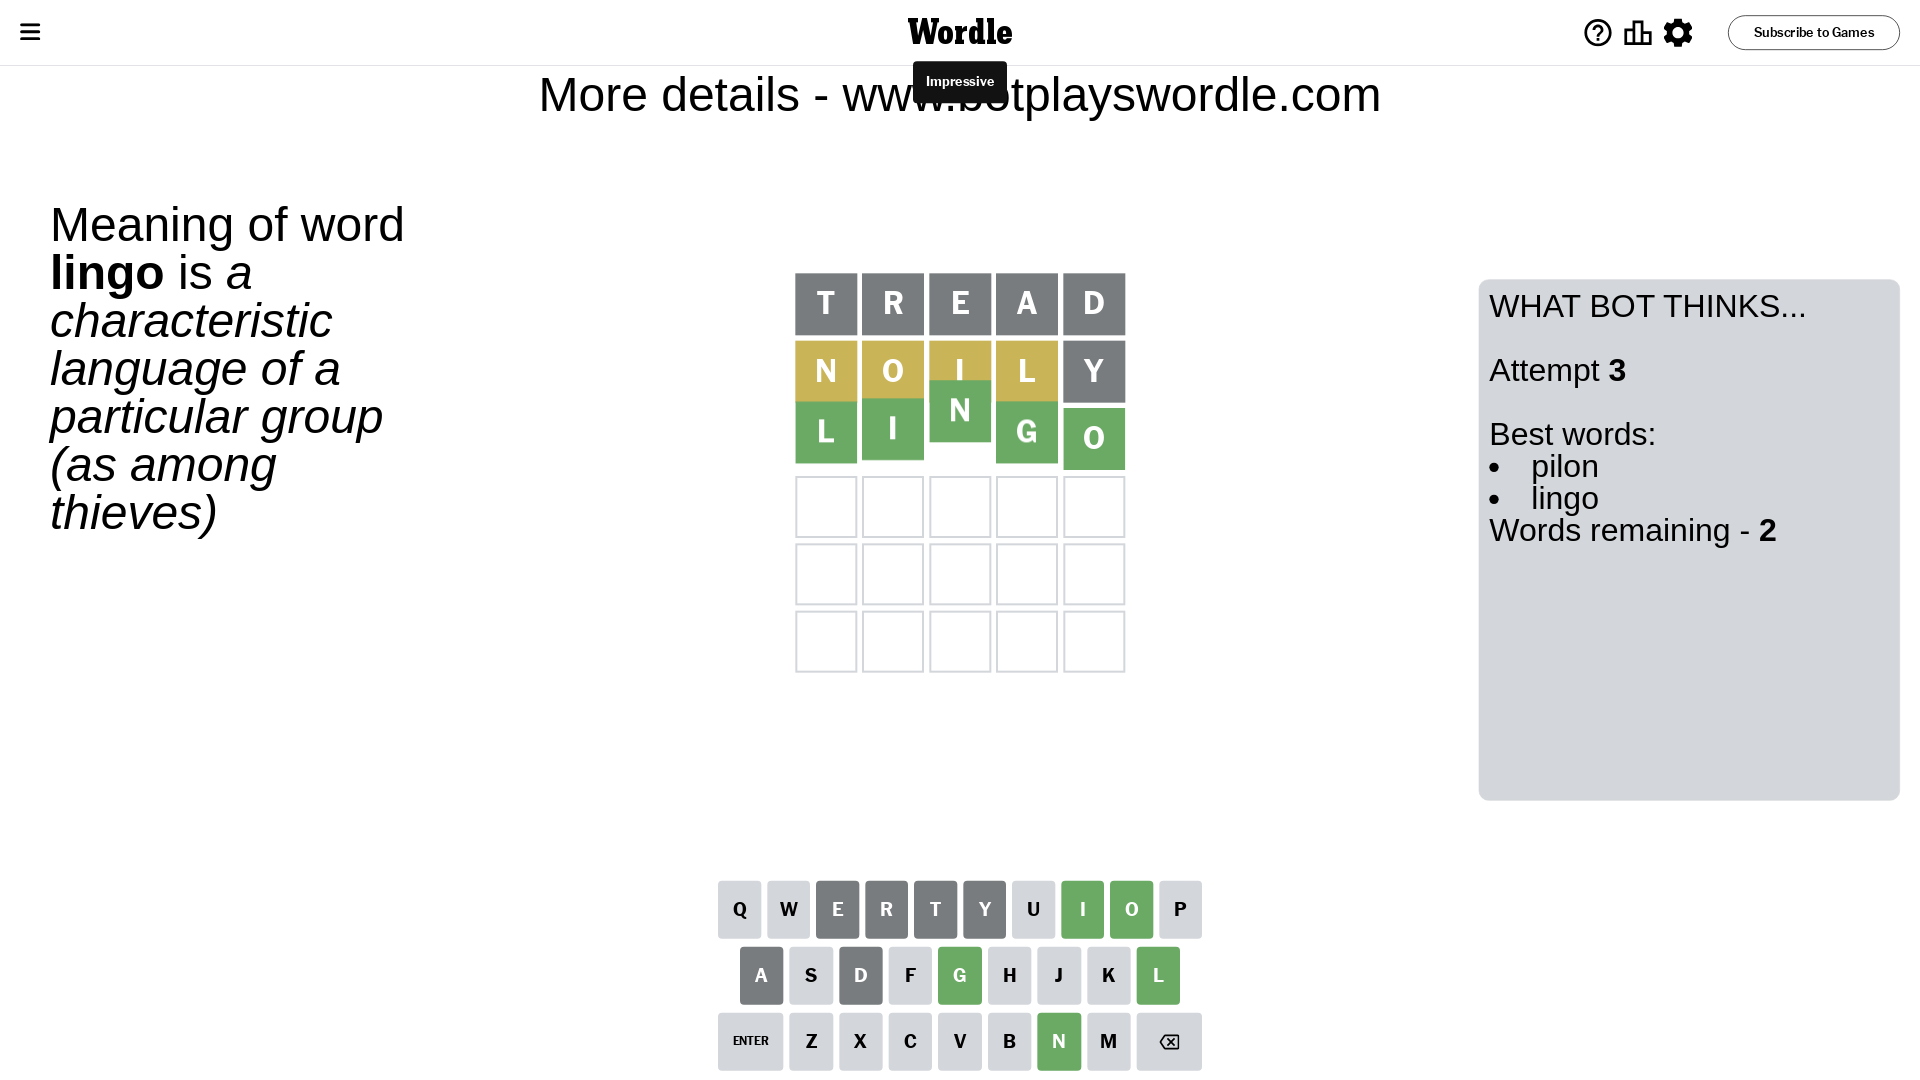 Wordle
Subscribe to Games
Impressive
More details - www.botplayswordle.com
Meaning of word
lingo is a
characteristic
language of a
particular group
(as among
thieves)
T R E A D
N O I L Y
L I N G O
WHAT BOT THINKS...
Attempt 3
Best words:
• pilon
• lingo
Words remaining - 2
Q W E R T Y U I O P
A S D F G H J K L
ENTER Z X C V B N M